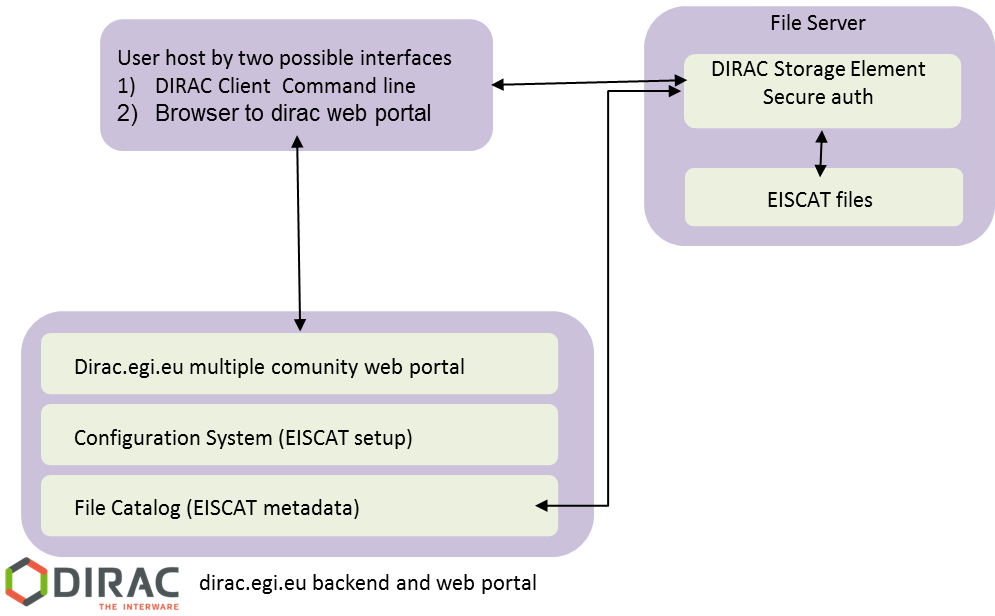 File Server
User host by two possible interfaces
1) DIRAC Client Command line
2) Browser to dirac web portal
DIRAC Storage Element
Secure auth
EISCAT files
Dirac.egi.eu multiple comunity web portal
Configuration System (EISCAT setup)
File Catalog (EISCAT metadata)
DIRAC
THE INTERWARE
dirac.egi.eu backend and web portal